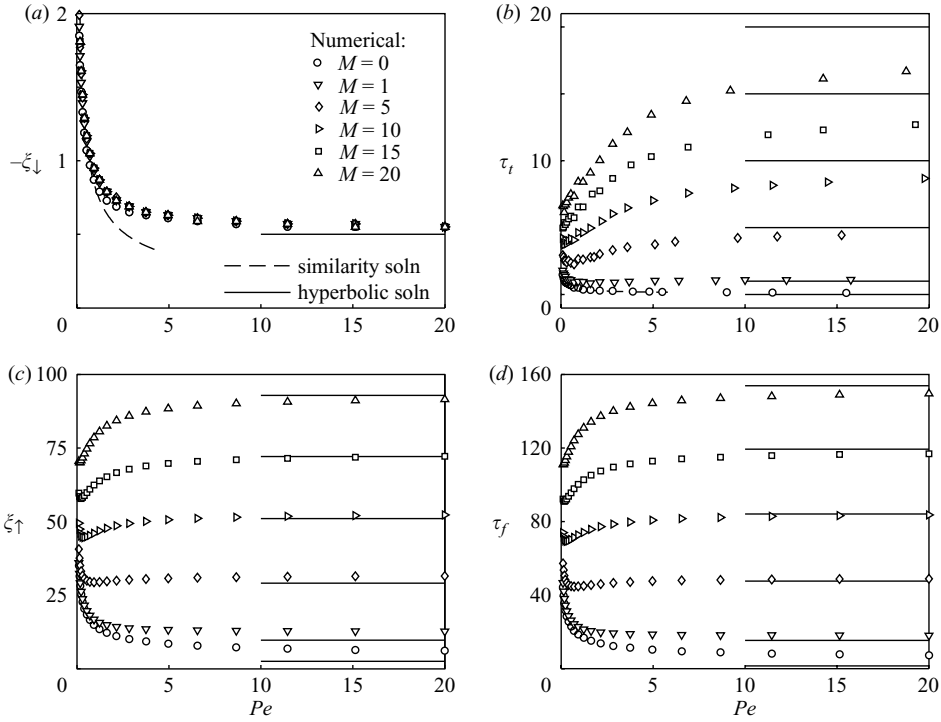 (a)
2
1
−ξ↓
0
5
10
15
20
Numerical:
M = 0
M = 1
M = 5
M = 10
M = 15
M = 20
similarity soln
hyperbolic soln
(b)
20
10
τt
0
0
5
10
15
20
(c)
100
75
50
ξ↑
25
0
5
10
15
20
Pe
(d)
160
120
80
τf
40
0
5
10
15
20
Pe